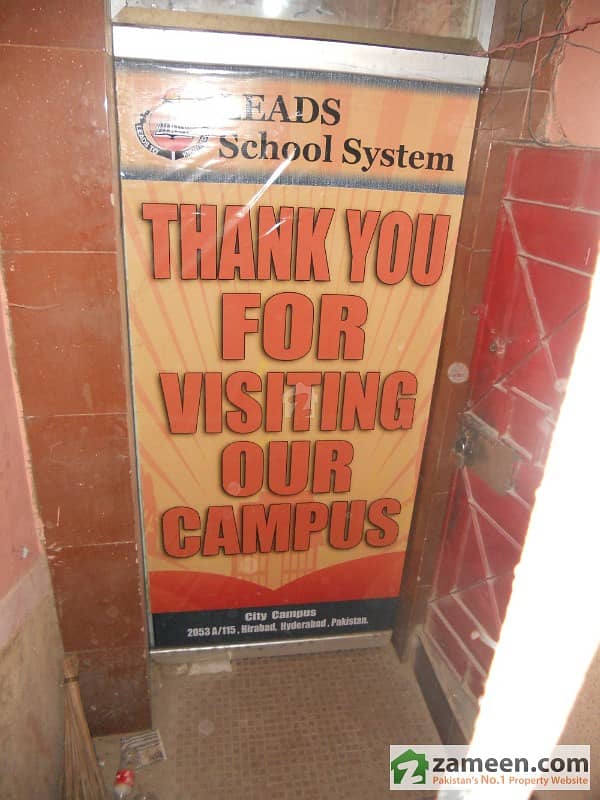 LEADS
School System
THANK YOU
FOR
VISITING
OUR
CAMPUS
City Campus
2053 A/115, Hirabad, Hyderabad, Pakistan.
zameen.com
Pakistan's No.1 Property Website